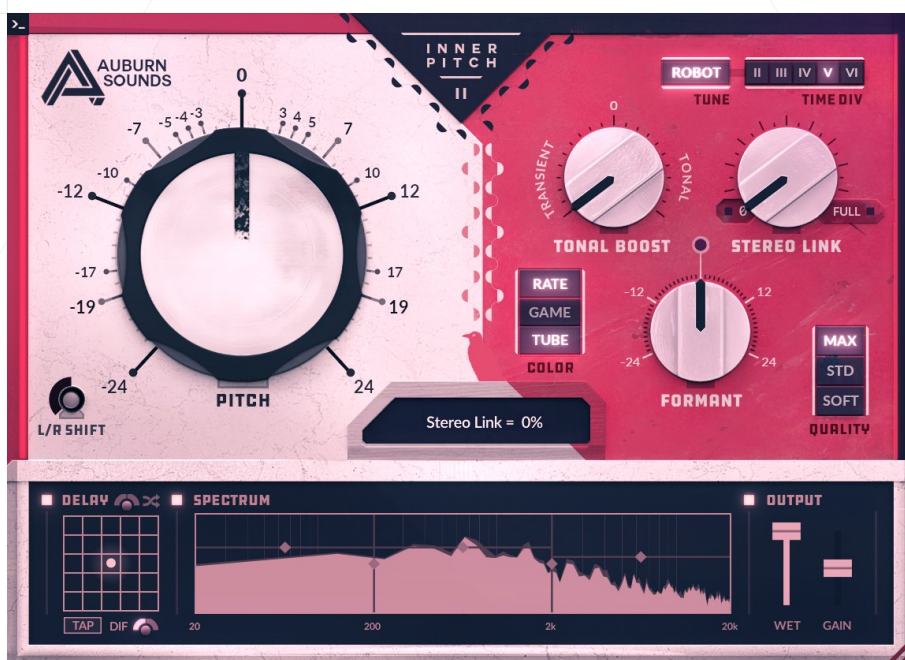 >_
INNER
PITCH
II
AUBURN
SOUNDS
ROBOT
II III IV V VI
TUNE
TIME DIV
0
-3
-4
-5
-7
-10
-12
-17
-19
-24
3
4
5
7
10
12
17
19
24
PITCH
L/R SHIFT
0
TRANSIENT
TONAL
TONAL BOOST
0
FULL
STEREO LINK
RATE
GAME
TUBE
COLOR
-12
12
-24
24
FORMANT
MAX
STD
SOFT
QUALITY
Stereo Link = 0%
DELAY
SPECTRUM
OUTPUT
TAP
DIF
20
200
2k
20k
WET
GAIN